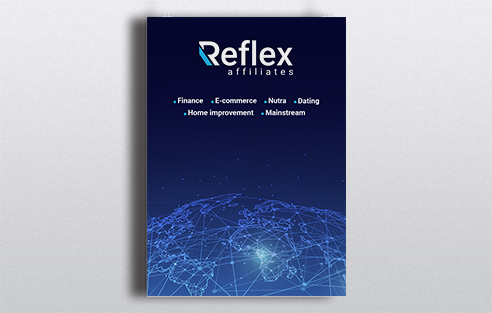 Reflex
affiliates
• Finance • E-commerce • Nutra • Dating
• Home improvement • Mainstream